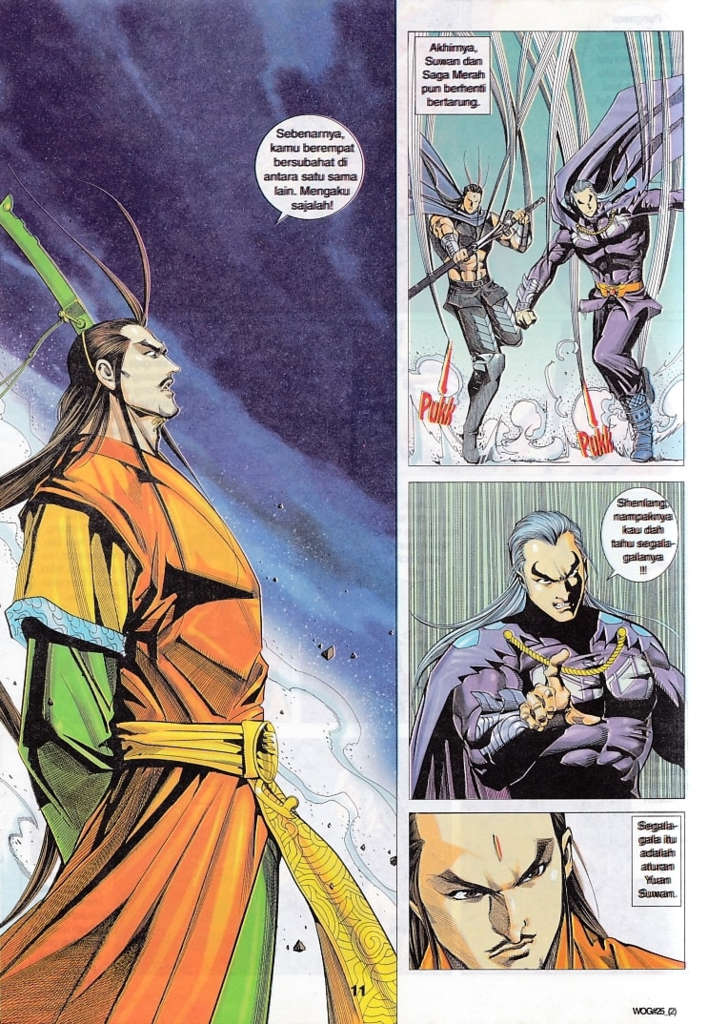 Sebenarnya,
kamu berempat
bersubahat di
antara satu sama
lain. Mengaku
sajalah!
Akhirnya,
Suwan dan
Saga Merah
pun berhenti
bertarung.
Pukk
Pukk
Shenlang,
nampaknya
kau dah
tahu segala-
galanya
!!!
Segala-
gala itu
adalah
aturan
Yuan
Suwan.
11
WOG#25_(2)